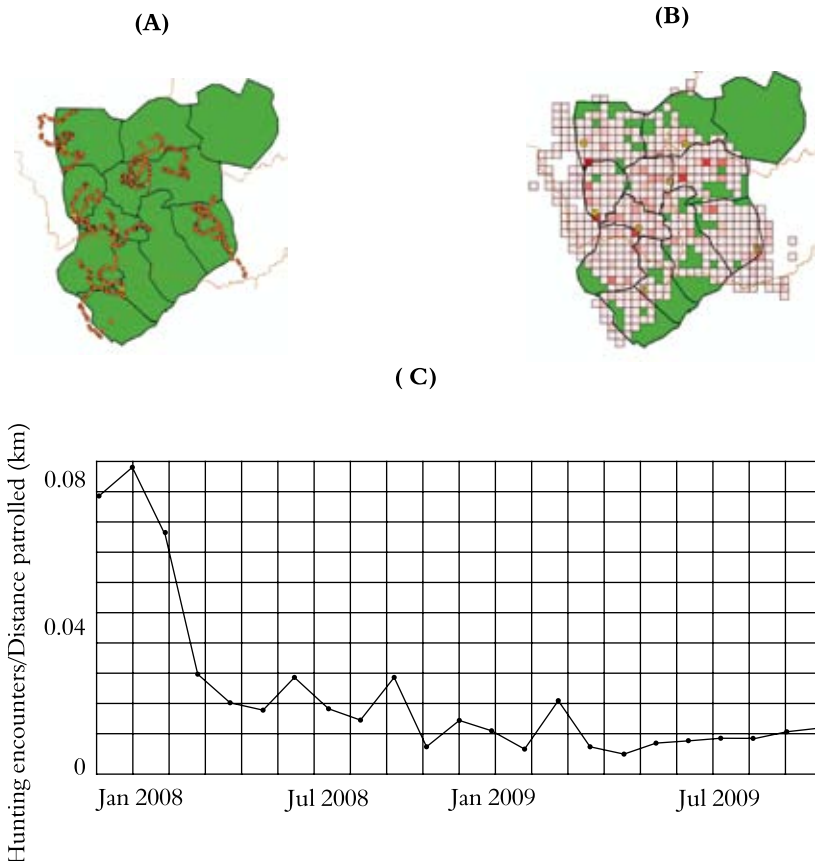 (A)
(B)
( C)
Hunting encounters/Distance patrolled (km)
0.08
0.04
0
Jan 2008
Jul 2008
Jan 2009
Jul 2009